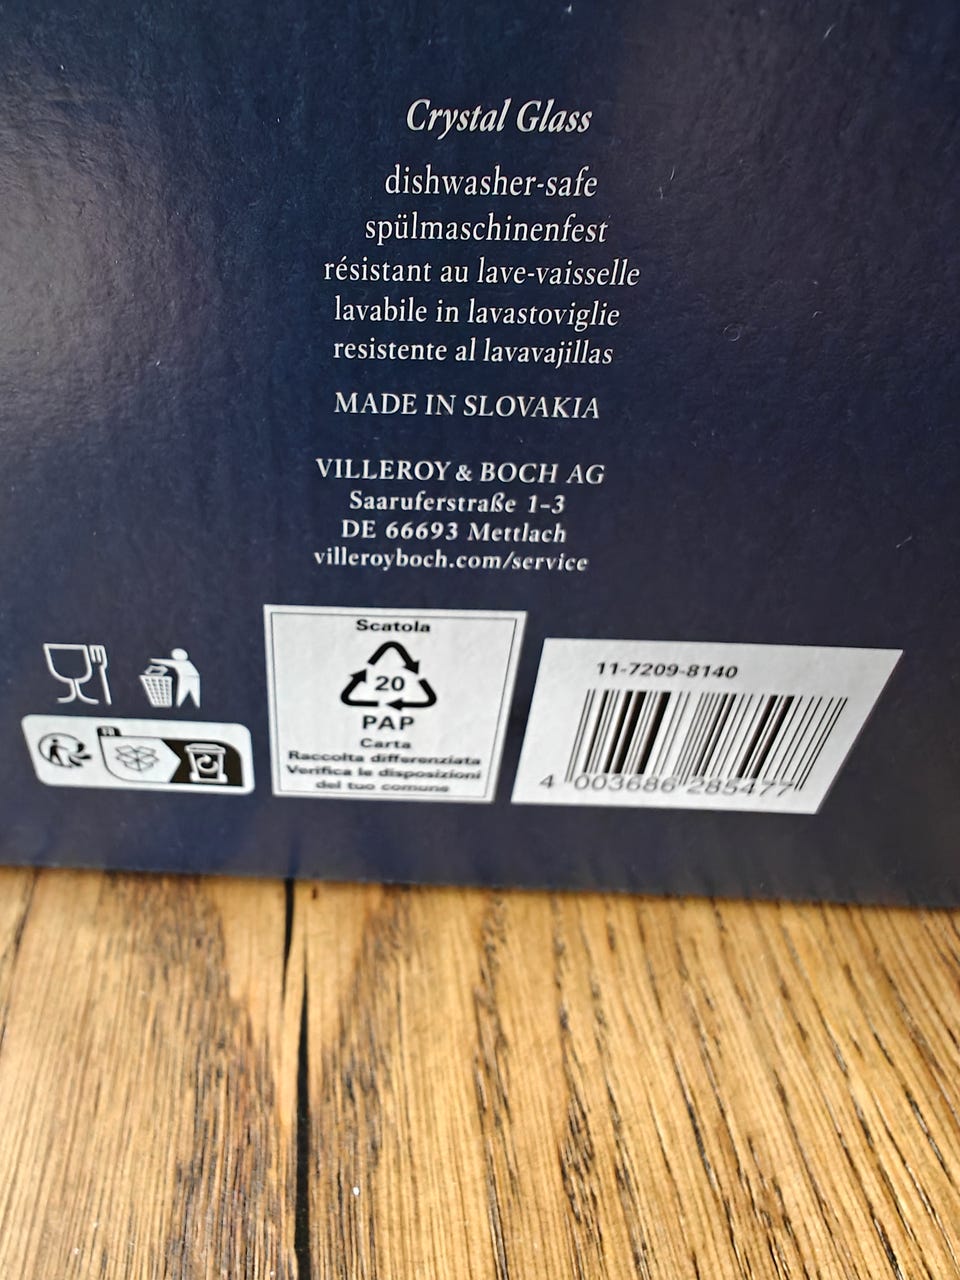 Crystal Glass
dishwasher-safe
spülmaschinenfest
résistant au lave-vaisselle
lavabile in lavastoviglie
resistente al lavavajillas
MADE IN SLOVAKIA
VILLEROY & BOCH AG
Saaruferstraße 1-3
DE 66693 Mettlach
villeroyboch.com/service
FR
Scatola
20
PAP
Carta
Raccolta differenziata
Verifica le disposizioni
del tuo comune
11-7209-8140
4 003686 285477